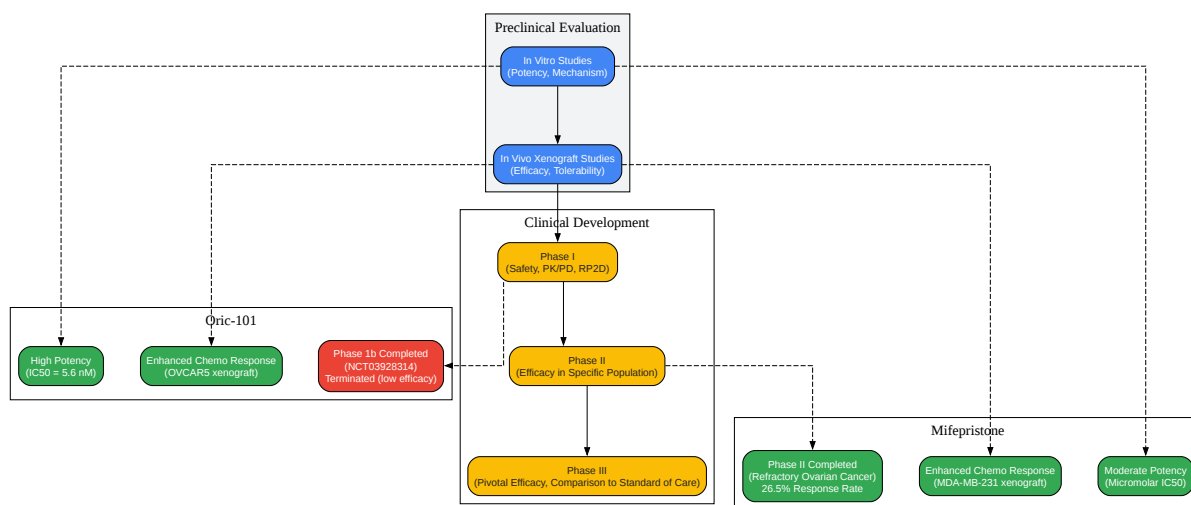 Preclinical Evaluation
In Vitro Studies
(Potency, Mechanism)
In Vivo Xenograft Studies
(Efficacy, Tolerability)
Clinical Development
Phase I
(Safety, PK/PD, RP2D)
Phase II
(Efficacy in Specific Population)
Phase III
(Pivotal Efficacy, Comparison to Standard of Care)
Oric-101
High Potency
(IC50 = 5.6 nM)
Enhanced Chemo Response
(OVCAR5 xenograft)
Phase 1b Completed
(NCT03928314)
Terminated (low efficacy)
Mifepristone
Phase II Completed
(Refractory Ovarian Cancer)
26.5% Response Rate
Enhanced Chemo Response
(MDA-MB-231 xenograft)
Moderate Potency
(Micromolar IC50)